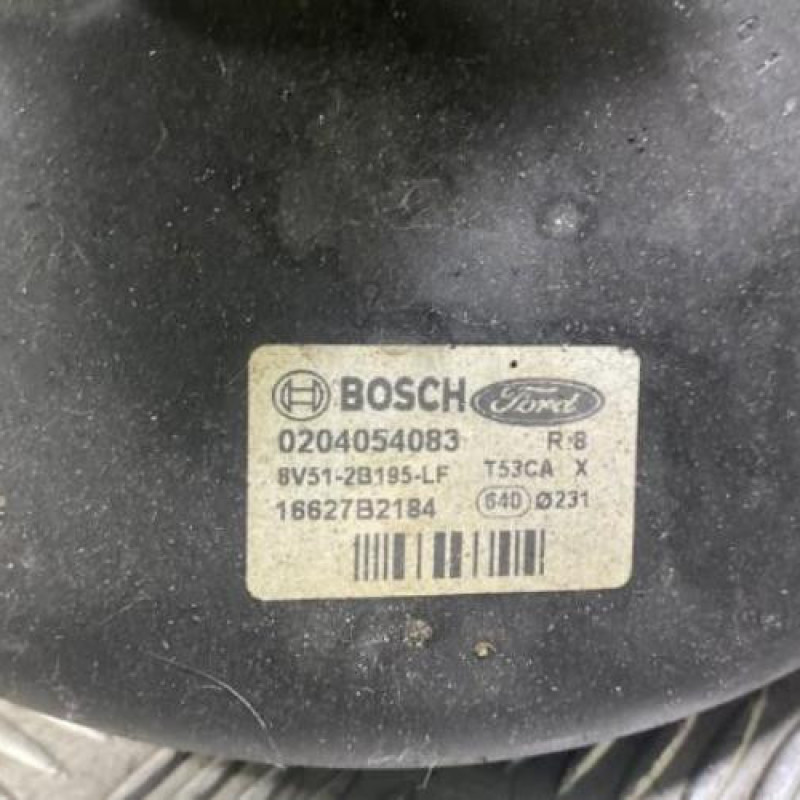 BOSCH Ford
0204054083 R:8
8V51-2B195-LF T53CA X
16627B2184 640 Ø231